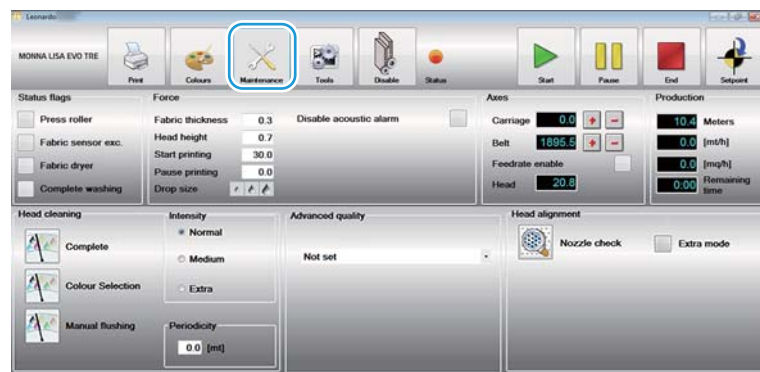 Leonardo
MONNA LISA EVO TRE
Print
Colours
Maintenance
Tools
Disable
Status
Start
Pause
End
Setpoint
Status flags
Press roller
Fabric sensor exc.
Fabric dryer
Complete washing
Force
Fabric thickness 0.3
Head height 0.7
Start printing 30.0
Pause printing 0.0
Drop size
Disable acoustic alarm
Axes
Carriage 0.0 + -
Belt 1895.5 + -
Feedrate enable
Head 20.8
Production
10.4 Meters
0.0 [mt/h]
0.0 [mq/h]
0:00 Remaining
time
Head cleaning
Complete
Colour Selection
Manual flushing
Intensity
Normal
Medium
Extra
Periodicity
0.0 [mt]
Advanced quality
Not set
Head alignment
Nozzle check
Extra mode